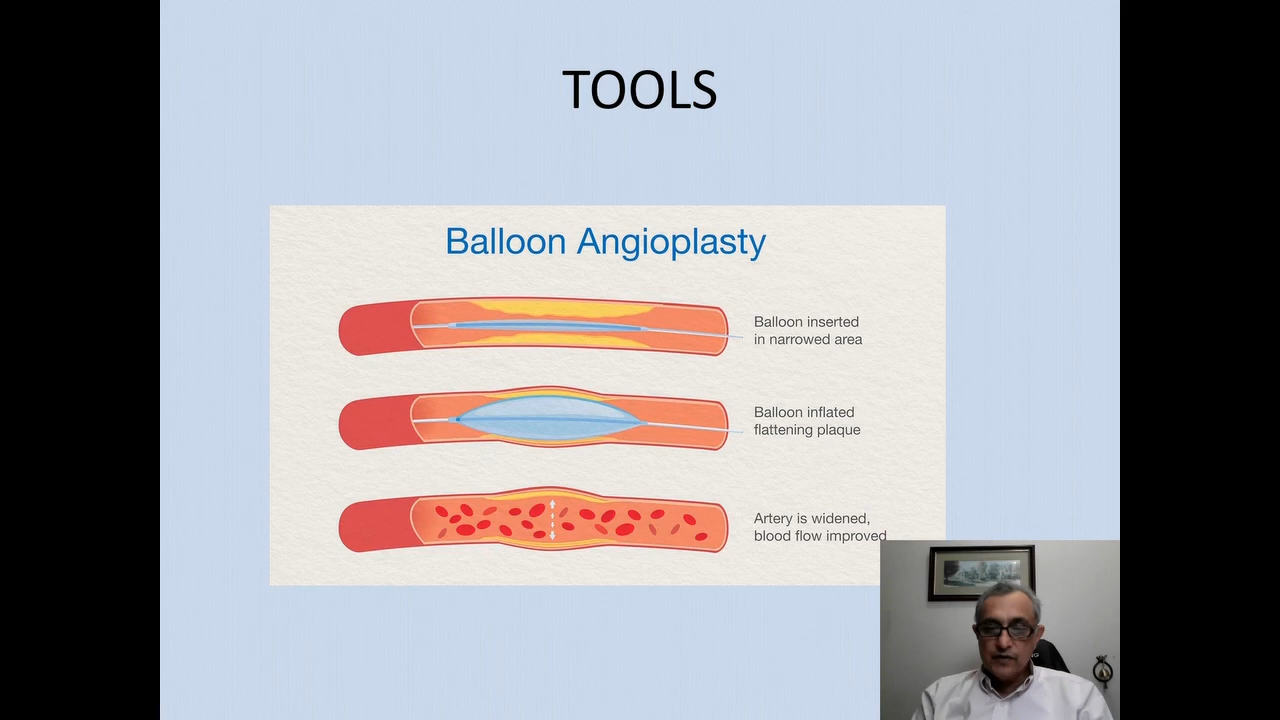 TOOLS
Balloon Angioplasty
Balloon inserted
in narrowed area
Balloon inflated
flattening plaque
Artery is widened,
blood flow improved